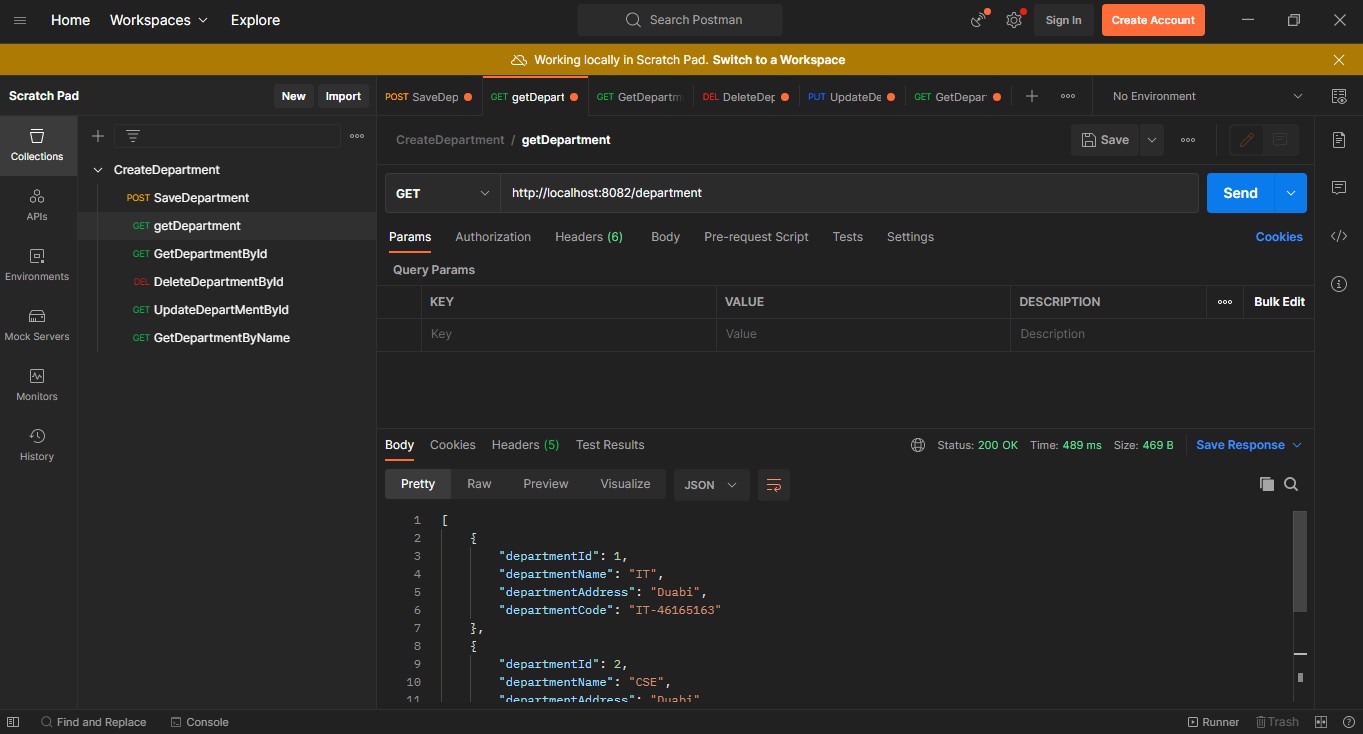 Home Workspaces Explore Search Postman Sign In Create Account
Working locally in Scratch Pad. Switch to a Workspace
Scratch Pad New Import POST SaveDep GET getDepart GET GetDepartm DEL DeleteDep PUT UpdateDe GET GetDepar No Environment
Collections
APIs
Environments
Mock Servers
Monitors
History
CreateDepartment
POST SaveDepartment
GET getDepartment
GET GetDepartmentById
DEL DeleteDepartmentById
GET UpdateDepartMentById
GET GetDepartmentByName
CreateDepartment / getDepartment Save
GET http://localhost:8082/department Send
Params Authorization Headers (6) Body Pre-request Script Tests Settings Cookies
Query Params
KEY VALUE DESCRIPTION Bulk Edit
Key Value Description
Body Cookies Headers (5) Test Results Status: 200 OK Time: 489 ms Size: 469 B Save Response
Pretty Raw Preview Visualize JSON
1 [
2 {
3 "departmentId": 1,
4 "departmentName": "IT",
5 "departmentAddress": "Duabi",
6 "departmentCode": "IT-46165163"
7 },
8 {
9 "departmentId": 2,
10 "departmentName": "CSE",
11 "departmentAddress": "Duabi"
Find and Replace Console Runner Trash